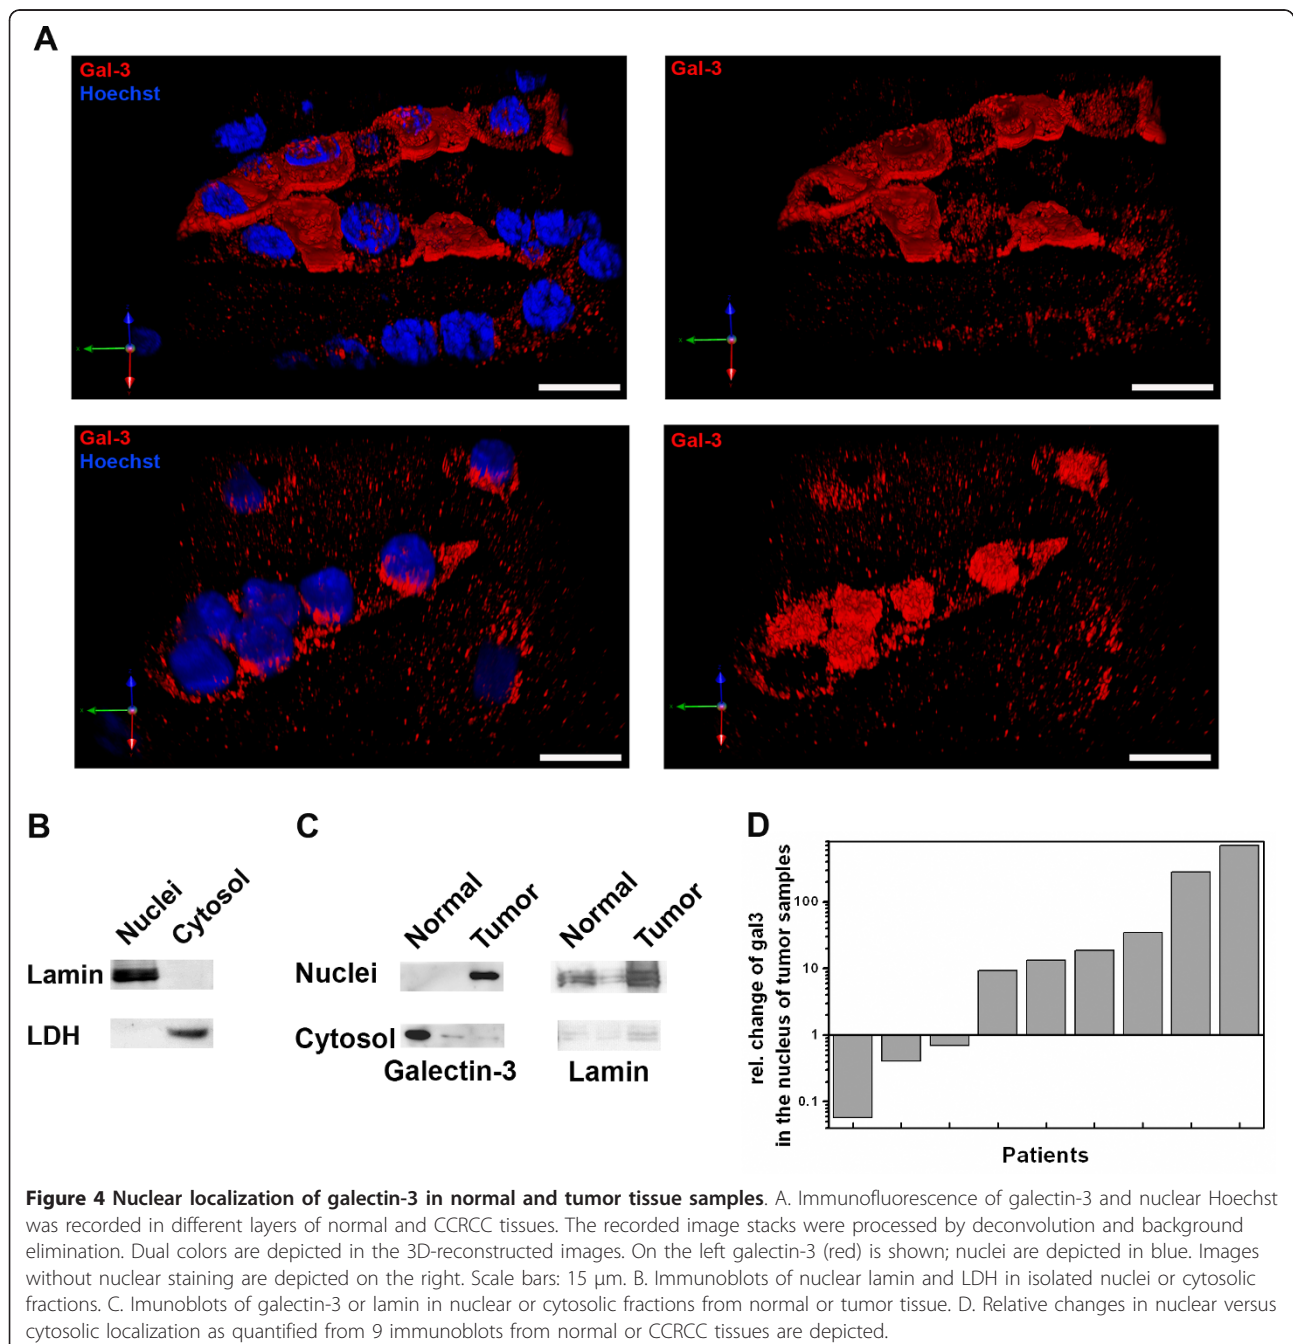 A
Gal-3
Hoechst
Gal-3
Gal-3
Hoechst
Gal-3
B
Nuclei
Cytosol
Lamin
LDH
C
Normal
Tumor
Normal
Tumor
Nuclei
Cytosol
Galectin-3
Lamin
D
rel. change of gal3
in the nucleus of tumor samples
100
10
1
0.1
Patients
Figure 4 Nuclear localization of galectin-3 in normal and tumor tissue samples. A. Immunofluorescence of galectin-3 and nuclear Hoechst
was recorded in different layers of normal and CCRCC tissues. The recorded image stacks were processed by deconvolution and background
elimination. Dual colors are depicted in the 3D-reconstructed images. On the left galectin-3 (red) is shown; nuclei are depicted in blue. Images
without nuclear staining are depicted on the right. Scale bars: 15 μm. B. Immunoblots of nuclear lamin and LDH in isolated nuclei or cytosolic
fractions. C. Imunoblots of galectin-3 or lamin in nuclear or cytosolic fractions from normal or tumor tissue. D. Relative changes in nuclear versus
cytosolic localization as quantified from 9 immunoblots from normal or CCRCC tissues are depicted.